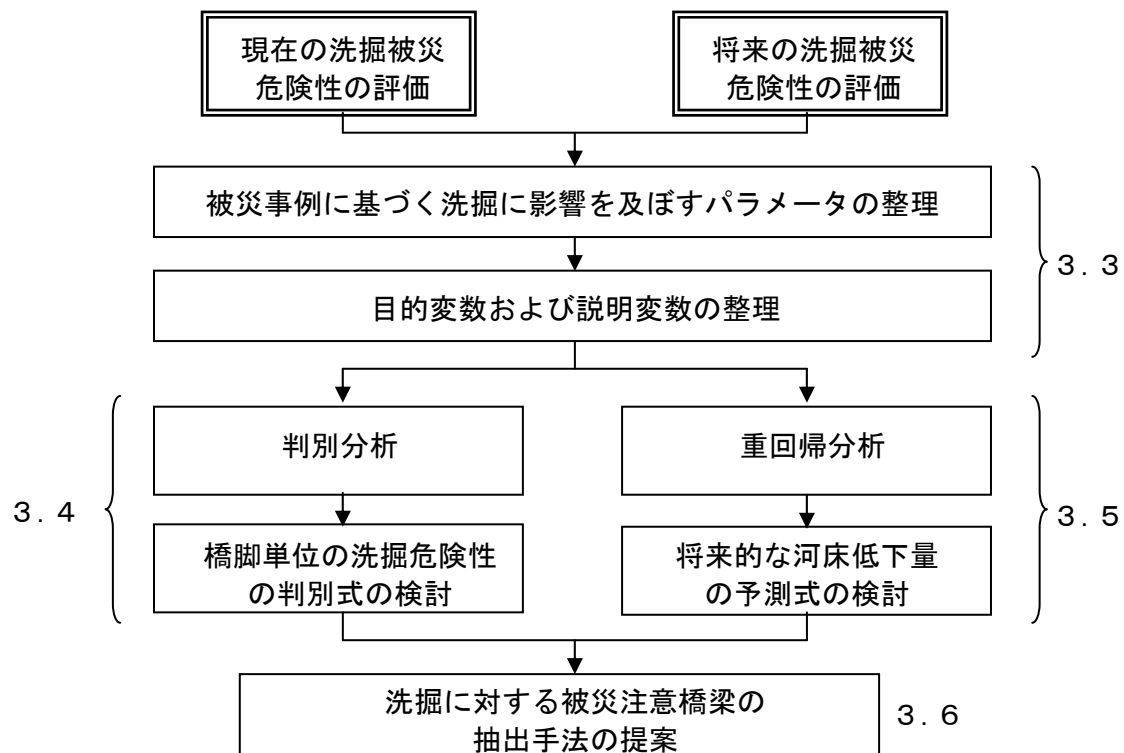 現在の洗掘被災
危険性の評価
将来の洗掘被災
危険性の評価
被災事例に基づく洗掘に影響を及ぼすパラメータの整理
目的変数および説明変数の整理
３．３
判別分析
重回帰分析
３．４
橋脚単位の洗掘危険性
の判別式の検討
将来的な河床低下量
の予測式の検討
３．５
洗掘に対する被災注意橋梁の
抽出手法の提案
３．６